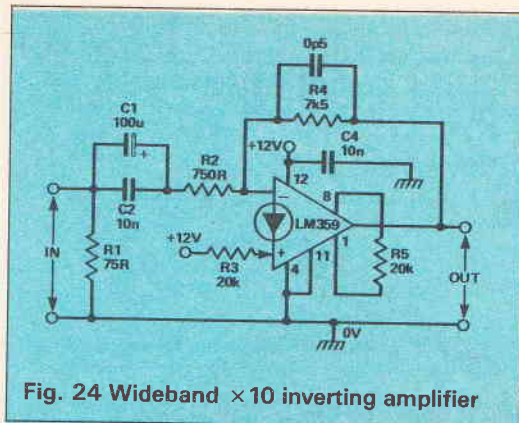 0p5
R4
7k5
C1
100u
+
C4
10n
+12V
R2
750R
12
8
C2
10n
−
LM359
1
+12V
+
R5
20k
IN
R1
75R
R3
20k
4
11
OUT
0V
Fig. 24 Wideband ×10 inverting amplifier